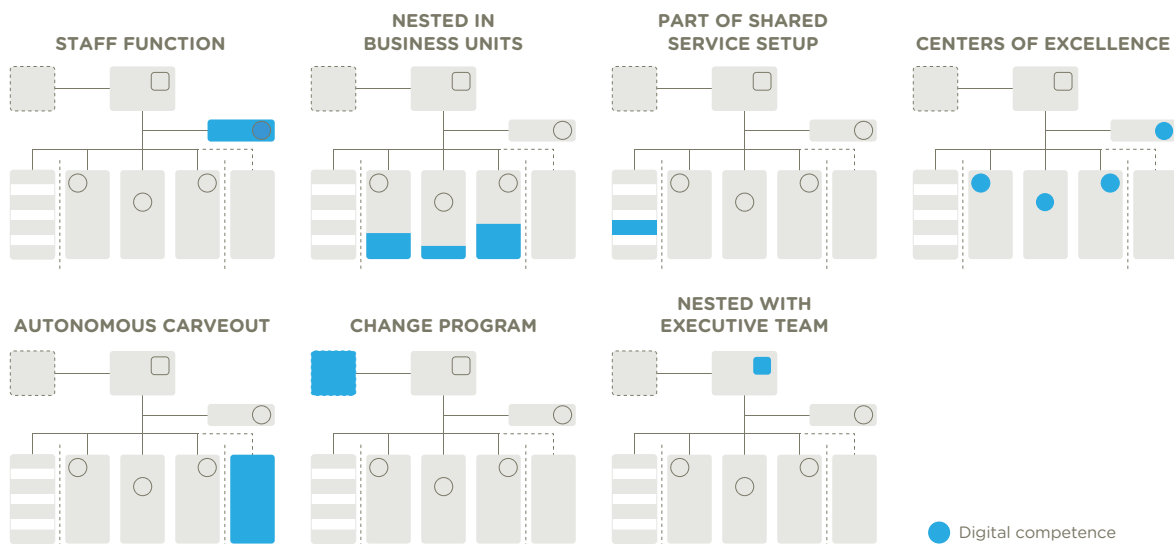 STAFF FUNCTION
NESTED IN
BUSINESS UNITS
PART OF SHARED
SERVICE SETUP
CENTERS OF EXCELLENCE
AUTONOMOUS CARVEOUT
CHANGE PROGRAM
NESTED WITH
EXECUTIVE TEAM
Digital competence